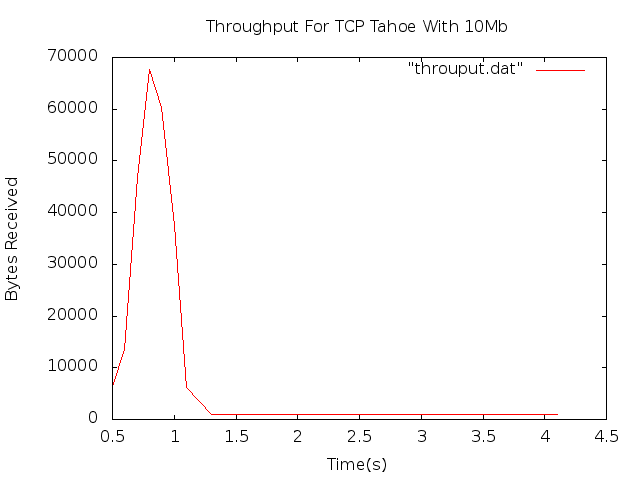 Throughput For TCP Tahoe With 10Mb
"throuput.dat"
70000
60000
50000
40000
30000
20000
10000
0
Bytes Received
0.5 1 1.5 2 2.5 3 3.5 4 4.5
Time(s)